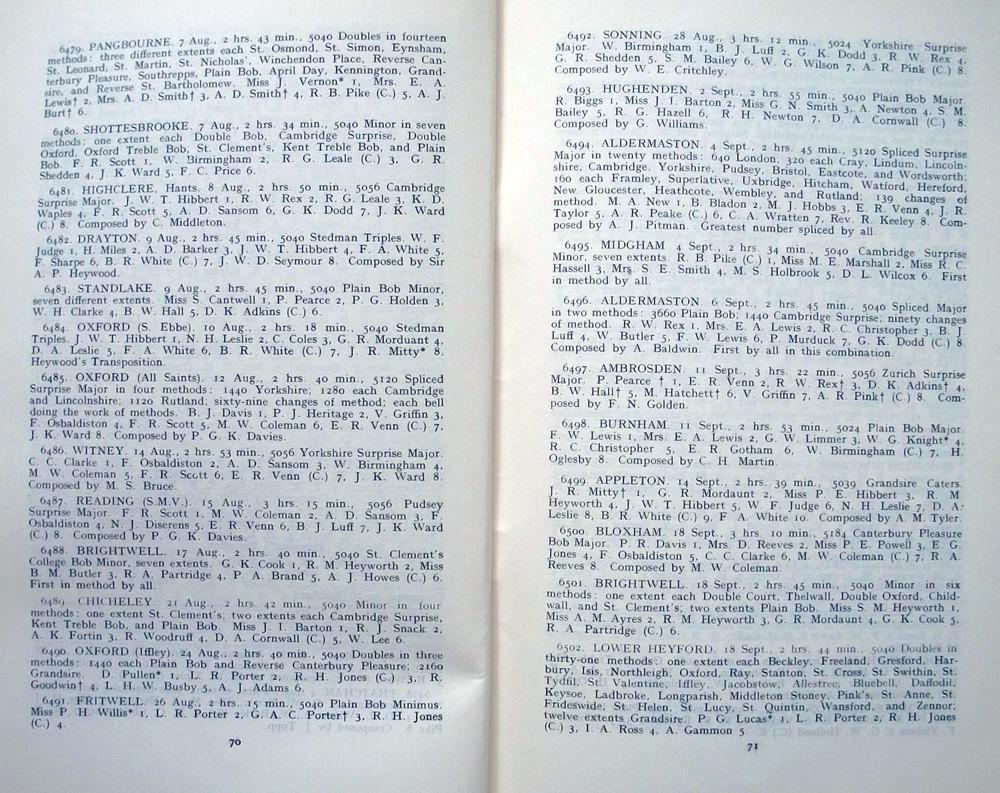 6479. PANGBOURNE. 7 Aug., 2 hrs. 43 min., 5040 Doubles in fourteen
methods: three different extents each St. Osmond, St. Simon, Eynsham,
St. Leonard, St. Martin, St. Nicholas', Winchendon Place, Reverse Can-
terbury Pleasure, Southrepps, Plain Bob, April Day, Kennington, Grand-
sire, and Reverse St. Bartholomew. Miss J. Vernon* 1, Mrs. E. A.
Lewis† 2, Mrs. A. D. Smith† 3, A. D. Smith† 4, R. B. Pike (C.) 5, A. J.
Burt† 6.
6480. SHOTTESBROOKE. 7 Aug., 2 hrs. 34 min., 5040 Minor in seven
methods: one extent each Double Bob, Cambridge Surprise, Double
Oxford, Oxford Treble Bob, St. Clement's, Kent Treble Bob, and Plain
Bob. F. R. Scott 1, W. Birmingham 2, R. G. Leale (C.) 3, G. R.
Shedden 4, J. K. Ward 5, F. C. Price 6.
6481. HIGHCLERE, Hants. 8 Aug., 2 hrs. 50 min., 5056 Cambridge
Surprise Major. J. W. T. Hibbert 1, R. W. Rex 2, R. G. Leale 3, K. D.
Waples 4, F. R. Scott 5, A. D. Sansom 6, G. K. Dodd 7, J. K. Ward
(C.) 8. Composed by C. Middleton.
6482. DRAYTON. 9 Aug., 2 hrs. 45 min., 5040 Stedman Triples. W. F.
Judge 1, H. Miles 2, A. D. Barker 3, J. W. T. Hibbert 4, F. A. White 5,
F. Sharpe 6, B. R. White (C.) 7, J. W. D. Seymour 8. Composed by Sir
A. P. Heywood.
6483. STANDLAKE. 9 Aug., 2 hrs. 45 min., 5040 Plain Bob Minor,
seven different extents. Miss S. Cantwell 1, P. Pearce 2, P. G. Holden 3,
W. H. Clarke 4, B. W. Hall 5, D. K. Adkins (C.) 6.
6484. OXFORD (S. Ebbe). 10 Aug., 2 hrs. 18 min., 5040 Stedman
Triples. J. W. T. Hibbert 1, N. H. Leslie 2, C. Coles 3, G. R. Morduant 4,
D. A. Leslie 5, F. A. White 6, B. R. White (C.) 7, J. R. Mitty* 8.
Heywood's Transposition.
6485. OXFORD (All Saints). 12 Aug., 2 hrs. 40 min., 5120 Spliced
Surprise Major in four methods: 1440 Yorkshire; 1280 each Cambridge
and Lincolnshire; 1120 Rutland; sixty-nine changes of method; each bell
doing the work of methods. B. J. Davis 1, P. J. Heritage 2, V. Griffin 3,
F. Osbaldiston 4, F. R. Scott 5, M. W. Coleman 6, E. R. Venn (C.) 7,
J. K. Ward 8. Composed by P. G. K. Davies.
6486. WITNEY. 14 Aug., 2 hrs. 53 min., 5056 Yorkshire Surprise Major.
C. C. Clarke 1, F. Osbaldiston 2, A. D. Sansom 3, W. Birmingham 4,
M. W. Coleman 5, F. R. Scott 6, E. R. Venn (C.) 7, J. K. Ward 8.
Composed by M. S. Bruce.
6487. READING (S.M.V.). 15 Aug., 3 hrs. 15 min., 5056 Pudsey
Surprise Major. F. R. Scott 1, M. W. Coleman 2, A. D. Sansom 3, F.
Osbaldiston 4, N. J. Diserens 5, E. R. Venn 6, B. J. Luff 7, J. K. Ward
(C.) 8. Composed by P. G. K. Davies.
6488. BRIGHTWELL. 17 Aug., 2 hrs. 40 min., 5040 St. Clement's
College Bob Minor, seven extents. G. K. Cook 1, R. M. Heyworth 2, Miss
B. M. Butler 3, R. A. Partridge 4, P. A. Brand 5, A. J. Howes (C.) 6.
First in method by all.
6489. CHICHELEY. 21 Aug., 2 hrs. 42 min., 5040 Minor in four
methods: one extent St. Clement's, two extents each Cambridge Surprise,
Kent Treble Bob, and Plain Bob. Miss J. I. Barton 1, R. J. Snack 2,
A. K. Fortin 3, R. Woodruff 4, D. A. Cornwall (C.) 5, W. Lee 6.
6490. OXFORD (Iffley). 24 Aug., 2 hrs. 40 min., 5040 Doubles in three
methods: 1440 each Plain Bob and Reverse Canterbury Pleasure; 2160
Grandsire. D. Pullen* 1, L. R. Porter 2, R. H. Jones (C.) 3, R.
Goodwin† 4, L. H. W. Busby 5, A. J. Adams 6.
6491. FRITWELL. 26 Aug., 2 hrs. 15 min., 5040 Plain Bob Minimus.
Miss P. H. Willis* 1, L. R. Porter 2, G. A. C. Porter† 3, R. H. Jones
(C.) 4.
70
6492. SONNING. 28 Aug., 3 hrs. 12 min., 5024 Yorkshire Surprise
Major. W. Birmingham 1, B. J. Luff 2, G. K. Dodd 3, R. W. Rex 4,
G. R. Shedden 5, S. M. Bailey 6, W. G. Wilson 7, A. R. Pink (C.) 8.
Composed by W. E. Critchley.
6493. HUGHENDEN. 2 Sept., 2 hrs. 55 min., 5040 Plain Bob Major.
R. Biggs 1, Miss J. I. Barton 2, Miss G. N. Smith 3, A. Newton 4, S. M.
Bailey 5, R. G. Hazell 6, R. H. Newton 7, D. A. Cornwall (C.) 8.
Composed by G. Williams.
6494. ALDERMASTON. 4 Sept., 2 hrs. 45 min., 5120 Spliced Surprise
Major in twenty methods: 640 London; 320 each Cray, Lindum, Lincoln-
shire, Cambridge, Yorkshire, Pudsey, Bristol, Eastcote, and Wordsworth;
160 each Framley, Superlative, Uxbridge, Hitcham, Watford, Hereford,
New Gloucester, Heathcote, Wembley, and Rutland; 139 changes of
method. M. A. New 1, B. Bladon 2, M. J. Hobbs 3, E. R. Venn 4, J. R.
Taylor 5, A. R. Peake (C.) 6, C. A. Wratten 7, Rev. R. Keeley 8. Com-
posed by A. J. Pitman. Greatest number spliced by all.
6495. MIDGHAM 4 Sept., 2 hrs. 34 min., 5040 Cambridge Surprise
Minor, seven extents. R. B. Pike (C.) 1, Miss M. E. Marshall 2, Miss R. C.
Hassell 3, Mrs. S. E. Smith 4, M. S. Holbrook 5, D. L. Wilcox 6. First
in method by all.
6496. ALDERMASTON. 6 Sept., 2 hrs. 45 min., 5040 Spliced Major
in two methods: 3660 Plain Bob; 1440 Cambridge Surprise; ninety changes
of method. R. W. Rex 1, Mrs. E. A. Lewis 2, R. C. Christopher 3, B. J.
Luff 4, W. Butler 5, F. W. Lewis 6, P. Murduck 7, G. K. Dodd (C.) 8.
Composed by A. Baldwin. First by all in this combination.
6497. AMBROSDEN. 11 Sept., 3 hrs. 22 min., 5056 Zurich Surprise
Major. P. Pearce † 1, E. R. Venn 2, R. W. Rex† 3, D. K. Adkins† 4,
B. W. Hall† 5, M. Hatchett† 6, V. Griffin 7, A. R. Pink† (C.) 8. Com-
posed by F. N. Golden.
6498. BURNHAM. 11 Sept., 2 hrs. 53 min., 5024 Plain Bob Major.
F. W. Lewis 1, Mrs. E. A. Lewis 2, G. W. Limmer 3, W. G. Knight* 4,
R. C. Christopher 5, E. R. Gotham 6, W. Birmingham (C.) 7, H.
Oglesby 8. Composed by C. H. Martin.
6499. APPLETON. 14 Sept., 2 hrs. 39 min., 5039 Grandsire Caters.
J. R. Mitty† 1, G. R. Mordaunt 2, Miss P. E. Hibbert 3, R. M
Heyworth 4, J. W. T. Hibbert 5, W. F. Judge 6, N. H. Leslie 7, D. A.
Leslie 8, B. R. White (C.) 9, F. A. White 10. Composed by A. M. Tyler.
6500. BLOXHAM. 18 Sept., 3 hrs. 10 min., 5184 Canterbury Pleasure
Bob Major. P. R. Davis 1, Mrs. D. Reeves 2, Miss P. E. Powell 3, E. G.
Jones 4, F. Osbaldiston 5, C. C. Clarke 6, M. W. Coleman (C.) 7, R. A.
Reeves 8. Composed by M. W. Coleman.
6501. BRIGHTWELL. 18 Sept., 2 hrs. 45 min., 5040 Minor in six
methods: one extent each Double Court, Thelwall, Double Oxford, Child-
wall, and St. Clement's; two extents Plain Bob. Miss S. M. Heyworth 1,
Miss A. M. Ayres 2, R. M. Heyworth 3, G. R. Mordaunt 4, G. K. Cook 5,
R. A. Partridge (C.) 6.
6502. LOWER HEYFORD. 18 Sept., 2 hrs. 44 min., 5040 Doubles in
thirty-one methods: one extent each Beckley, Freeland, Gresford, Har-
bury, Isis, Northleigh, Oxford, Ray, Stanton, St. Cross, St. Swithin, St.
Tydfil, St. Valentine, Iffley, Jacobstow, Allestree, Bluebell, Daffodil,
Keysoe, Ladbroke, Longparish, Middleton Stoney, Pink's, St. Anne, St.
Frideswide, St. Helen, St. Lucy, St. Quintin, Wansford, and Zennor;
twelve extents Grandsire. P. G. Lucas* 1, L. R. Porter 2, R. H. Jones
(C.) 3, I. A. Ross 4, A. Gammon 5.
71